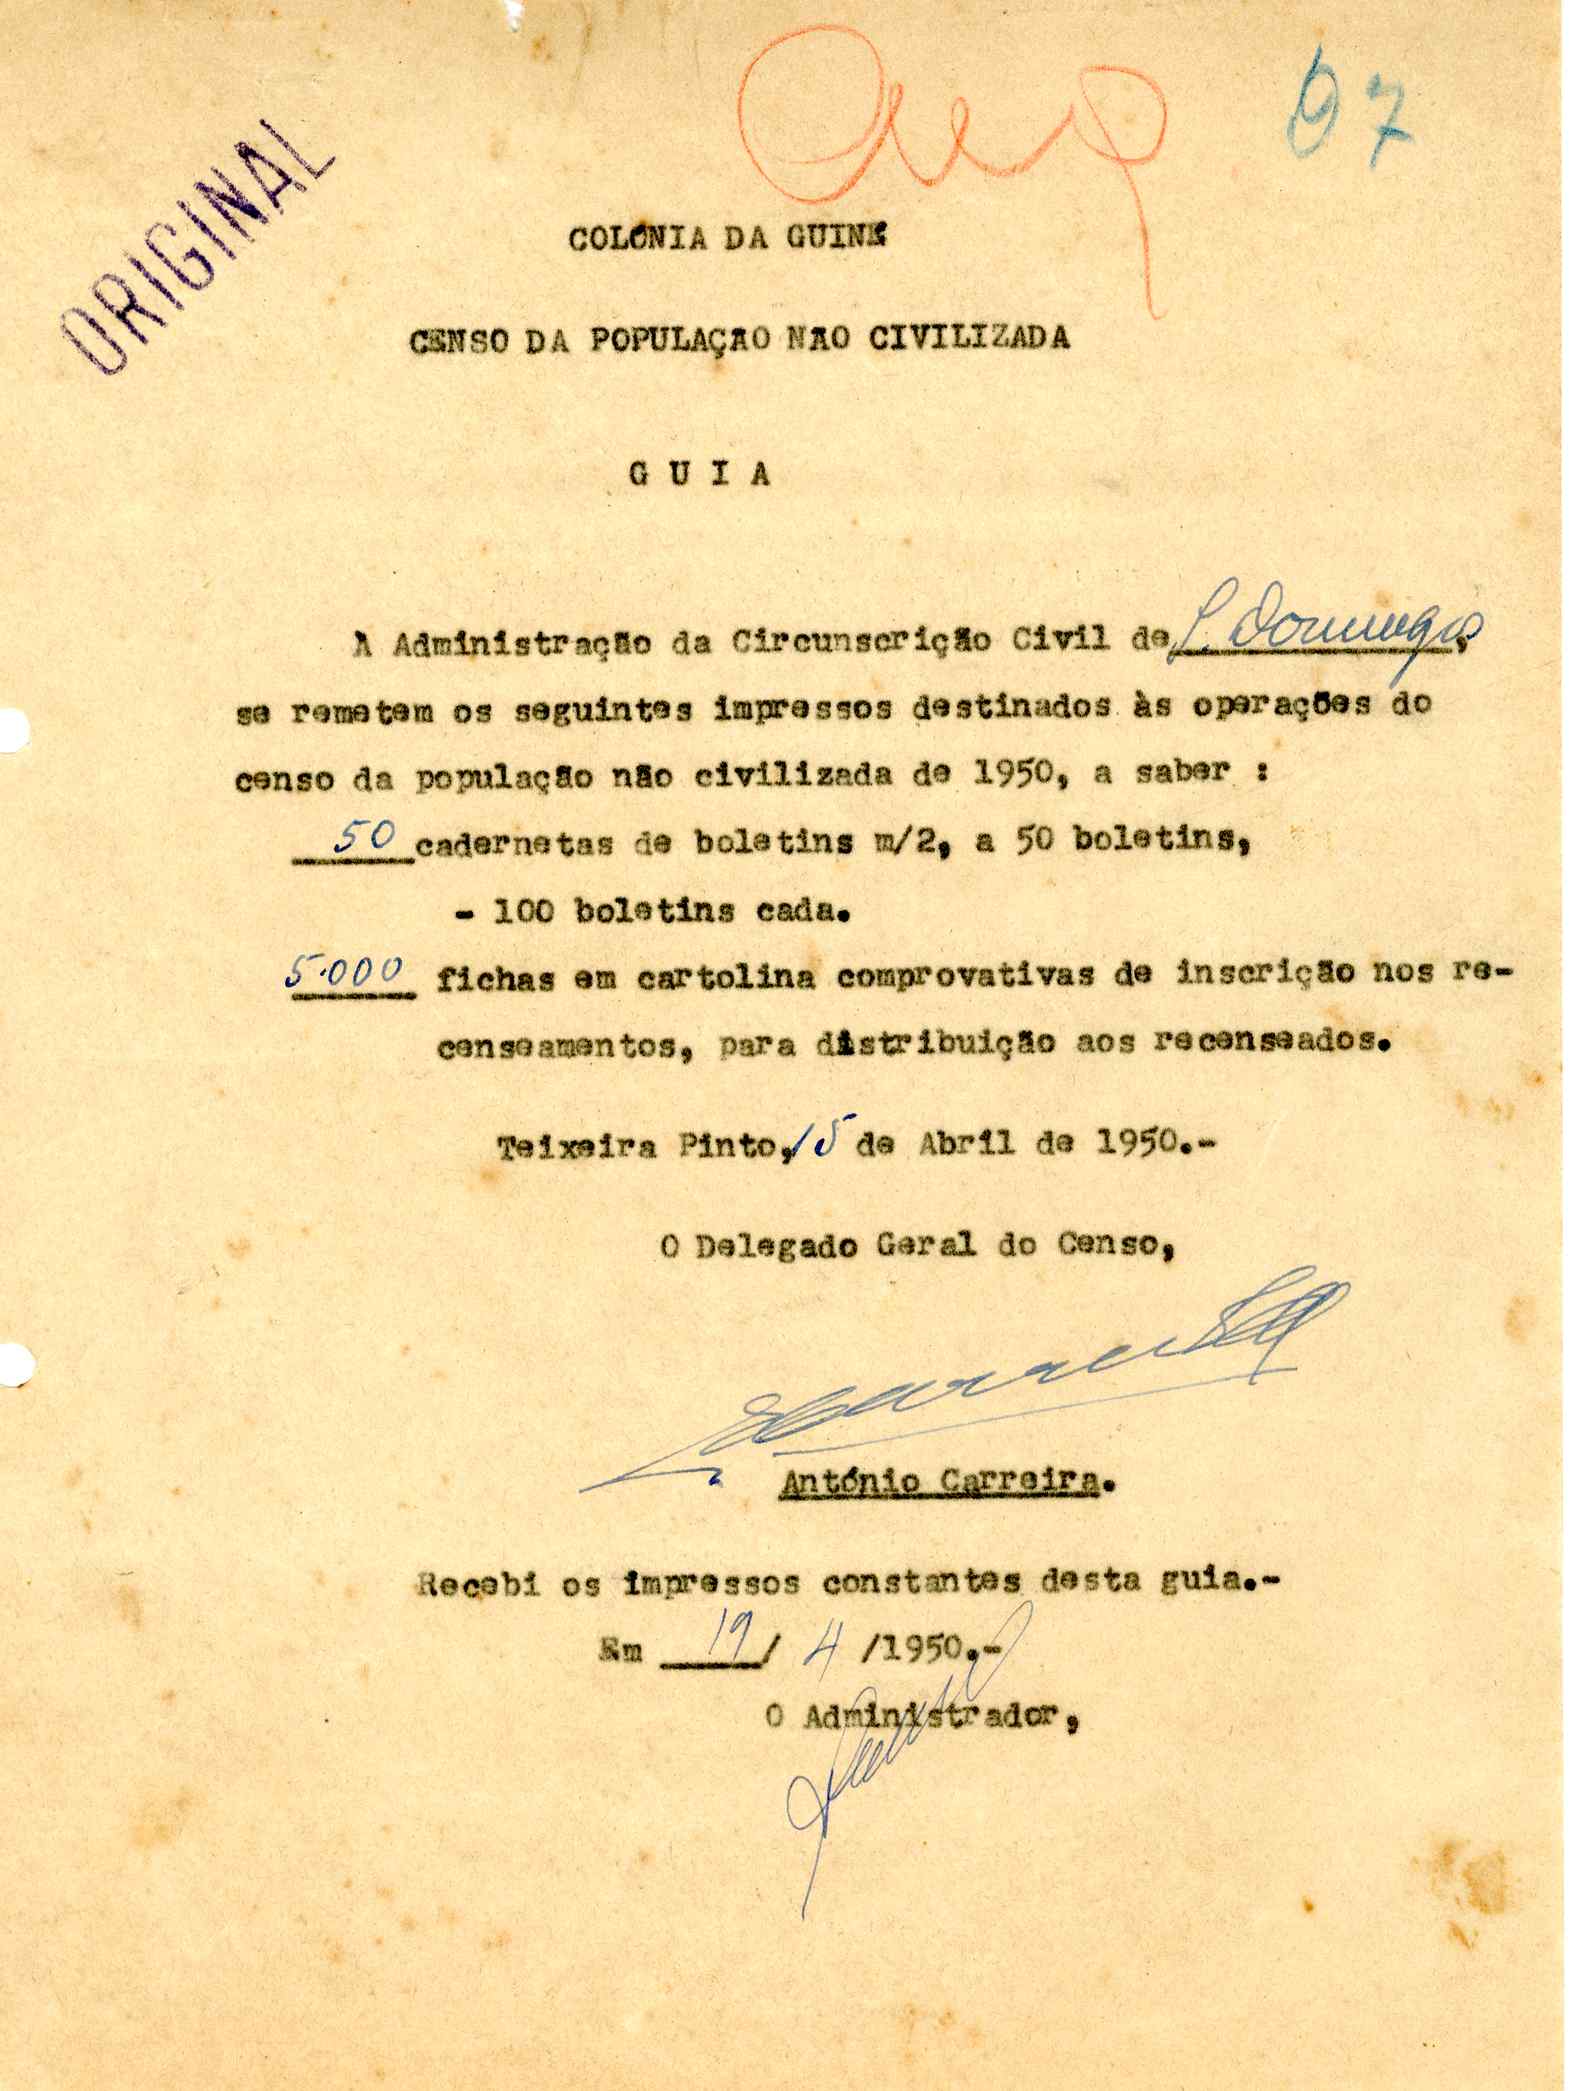 ORIGINAL
67
COLÓNIA DA GUINÉ
CENSO DA POPULAÇÃO NÃO CIVILIZADA
G U I A
A Administração da Circunscrição Civil de S. Domingos,
se remetem os seguintes impressos destinados às operações do
censo da população não civilizada de 1950, a saber :
50 cadernetas de boletins m/2, a 50 boletins,
- 100 boletins cada.
5.000 fichas em cartolina comprovativas de inscrição nos re-
censeamentos, para distribuição aos recenseados.
Teixeira Pinto, 15 de Abril de 1950.-
O Delegado Geral do Censo,
António Carreira.
Recebi os impressos constantes desta guia.-
Em 19/ 4 /1950.-
O Administrador,